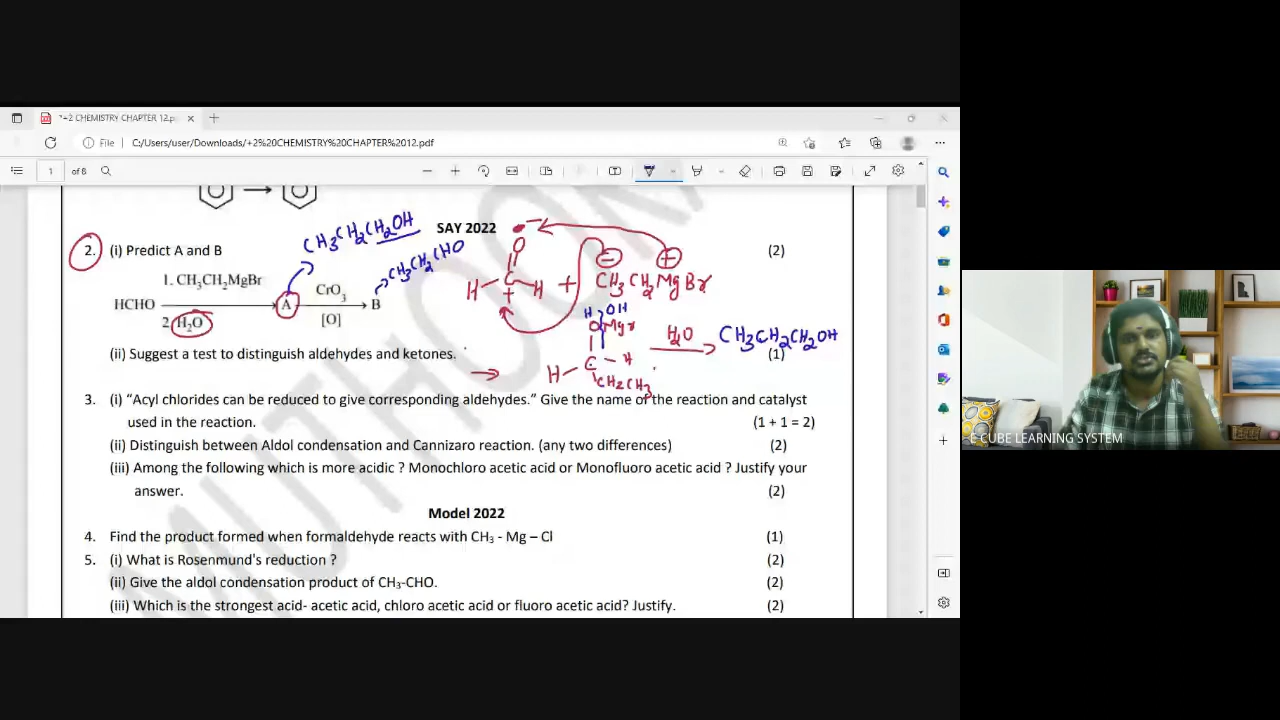 +2 CHEMISTRY CHAPTER 12.p
File
C:/Users/user/Downloads/+2%20CHEMISTRY%20CHAPTER%2012.pdf
1 of 8
SAY 2022
2. (i) Predict A and B (2)
1. CH₃CH₂MgBr
HCHO A CrO₃ B
2. H₂O [O]
CH₃CH₂CH₂OH
CH₃CH₂CHO
O
H C H + CH₃CH₂MgBr
H OH
H C H
CH₂CH₃
H₂O
CH₃CH₂CH₂OH
(ii) Suggest a test to distinguish aldehydes and ketones. (1)
3. (i) “Acyl chlorides can be reduced to give corresponding aldehydes.” Give the name of the reaction and catalyst
used in the reaction. (1 + 1 = 2)
(ii) Distinguish between Aldol condensation and Cannizaro reaction. (any two differences) (2)
(iii) Among the following which is more acidic ? Monochloro acetic acid or Monofluoro acetic acid ? Justify your
answer. (2)
Model 2022
4. Find the product formed when formaldehyde reacts with CH₃ - Mg – Cl (1)
5. (i) What is Rosenmund's reduction ? (2)
(ii) Give the aldol condensation product of CH₃-CHO. (2)
(iii) Which is the strongest acid- acetic acid, chloro acetic acid or fluoro acetic acid? Justify. (2)
E CUBE LEARNING SYSTEM